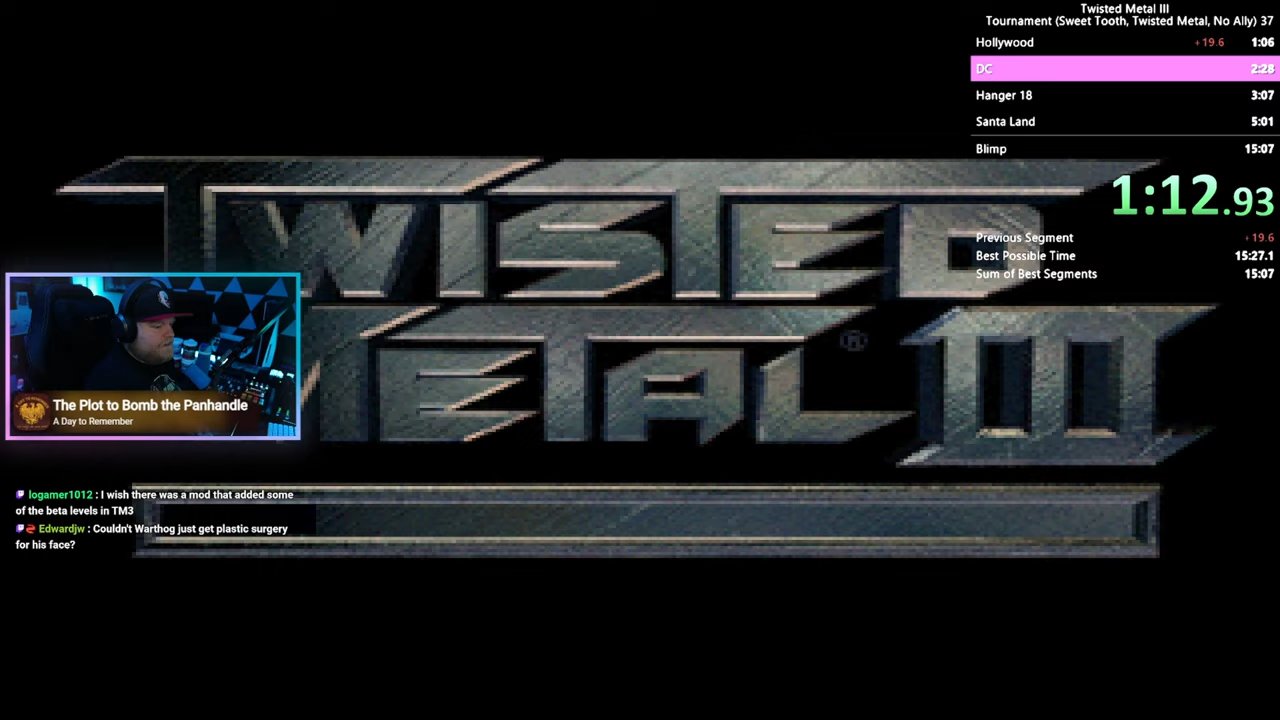 Twisted Metal III
Tournament (Sweet Tooth, Twisted Metal, No Ally) 37
Hollywood +19.6 1:06
DC 2:28
Hanger 18 3:07
Santa Land 5:01
Blimp 15:07
1:12.93
Previous Segment +19.6
Best Possible Time 15:27.1
Sum of Best Segments 15:07
TWISTED
METAL ® III
The Plot to Bomb the Panhandle
A Day to Remember
logamer1012 : I wish there was a mod that added some
of the beta levels in TM3
Edwardjw : Couldn't Warthog just get plastic surgery
for his face?